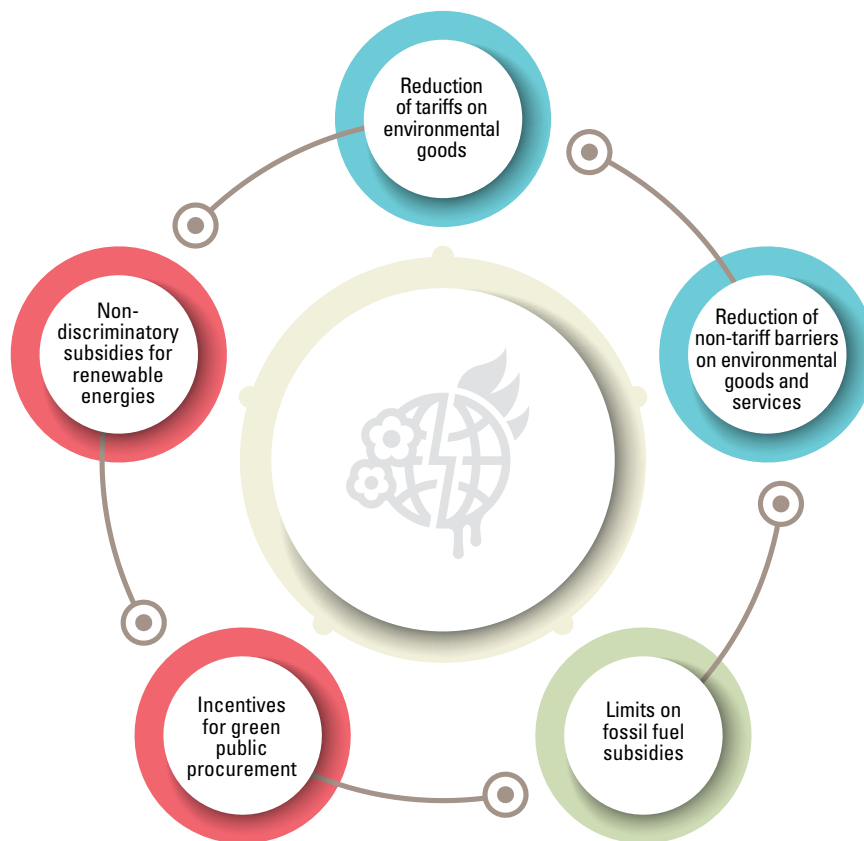 Reduction
of tariffs on
environmental
goods
Reduction of
non-tariff barriers
on environmental
goods and
services
Limits on
fossil fuel
subsidies
Incentives
for green
public
procurement
Non-
discriminatory
subsidies for
renewable
energies